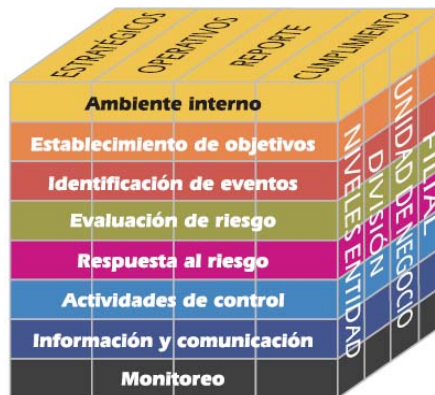 ESTRATÉGICOS
OPERATIVOS
REPORTE
CUMPLIMIENTO
Ambiente interno
Establecimiento de objetivos
Identificación de eventos
Evaluación de riesgo
Respuesta al riesgo
Actividades de control
Información y comunicación
Monitoreo
NIVELES ENTIDAD
DIVISIÓN
UNIDAD DE NEGOCIO
FILIAL